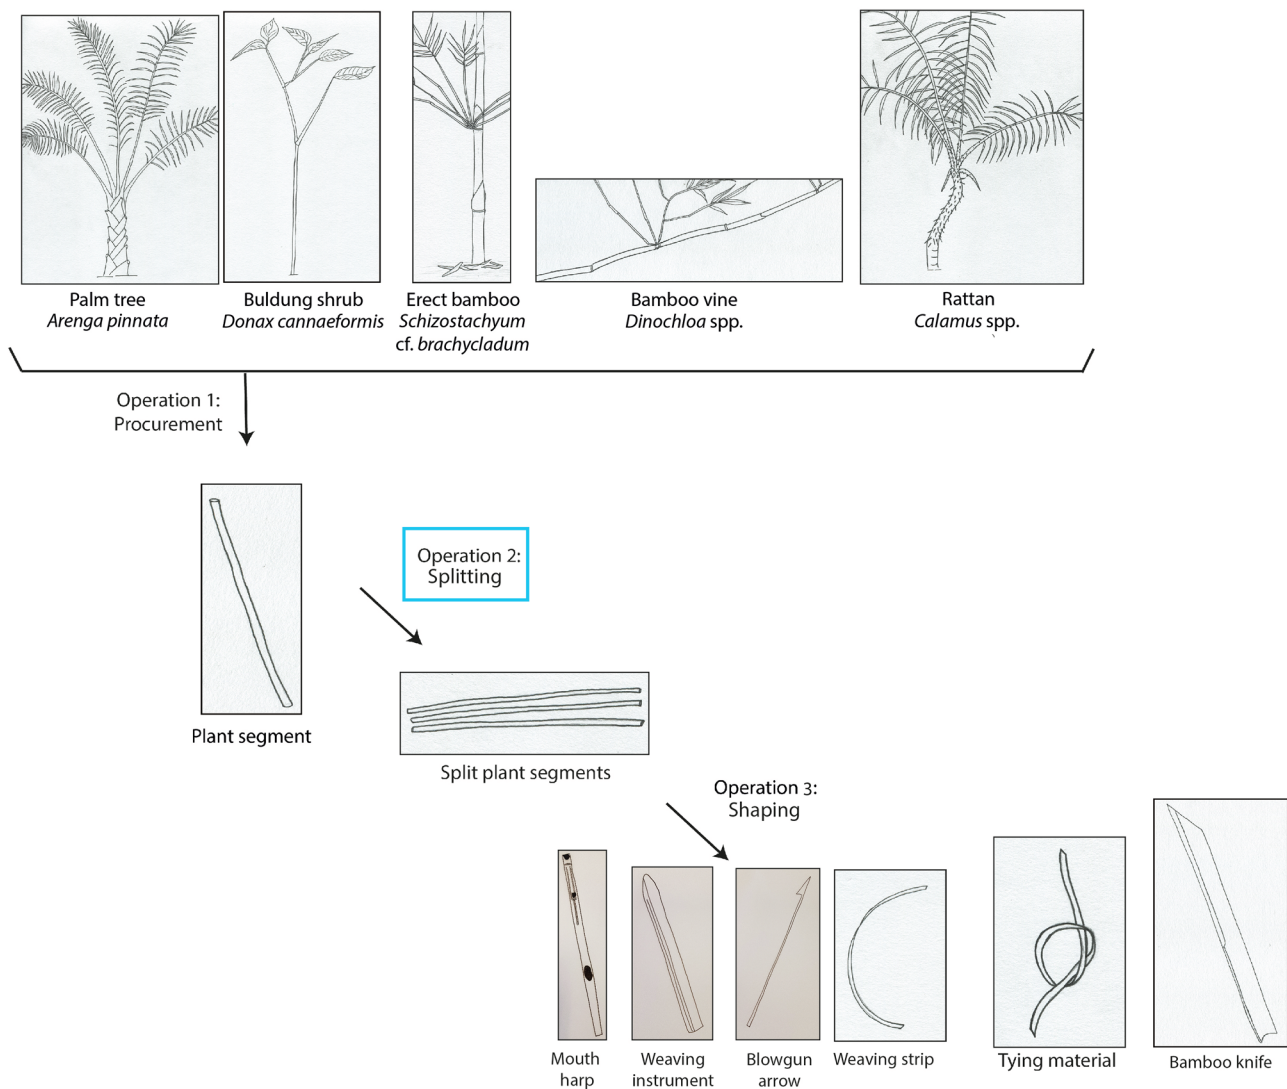 Palm tree
Arenga pinnata
Buldung shrub
Donax cannaeformis
Erect bamboo
Schizostachyum
cf. brachycladum
Bamboo vine
Dinochloa spp.
Rattan
Calamus spp.
Operation 1:
Procurement
Plant segment
Operation 2:
Splitting
Split plant segments
Operation 3:
Shaping
Mouth
harp
Weaving
instrument
Blowgun
arrow
Weaving strip
Tying material
Bamboo knife